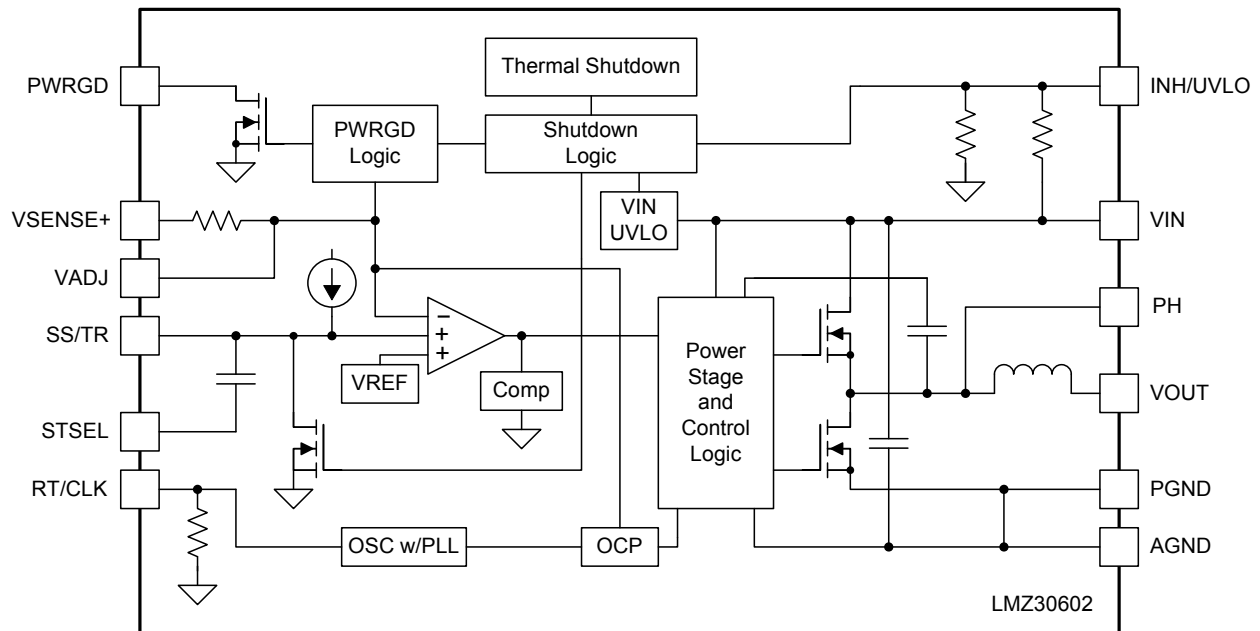 PWRGD
Thermal Shutdown
INH/UVLO
PWRGD
Logic
Shutdown
Logic
VSENSE+
VIN
UVLO
VIN
VADJ
SS/TR
PH
−
+
+
VREF
Comp
Power
Stage
and
Control
Logic
VOUT
STSEL
RT/CLK
PGND
OSC w/PLL
OCP
AGND
LMZ30602